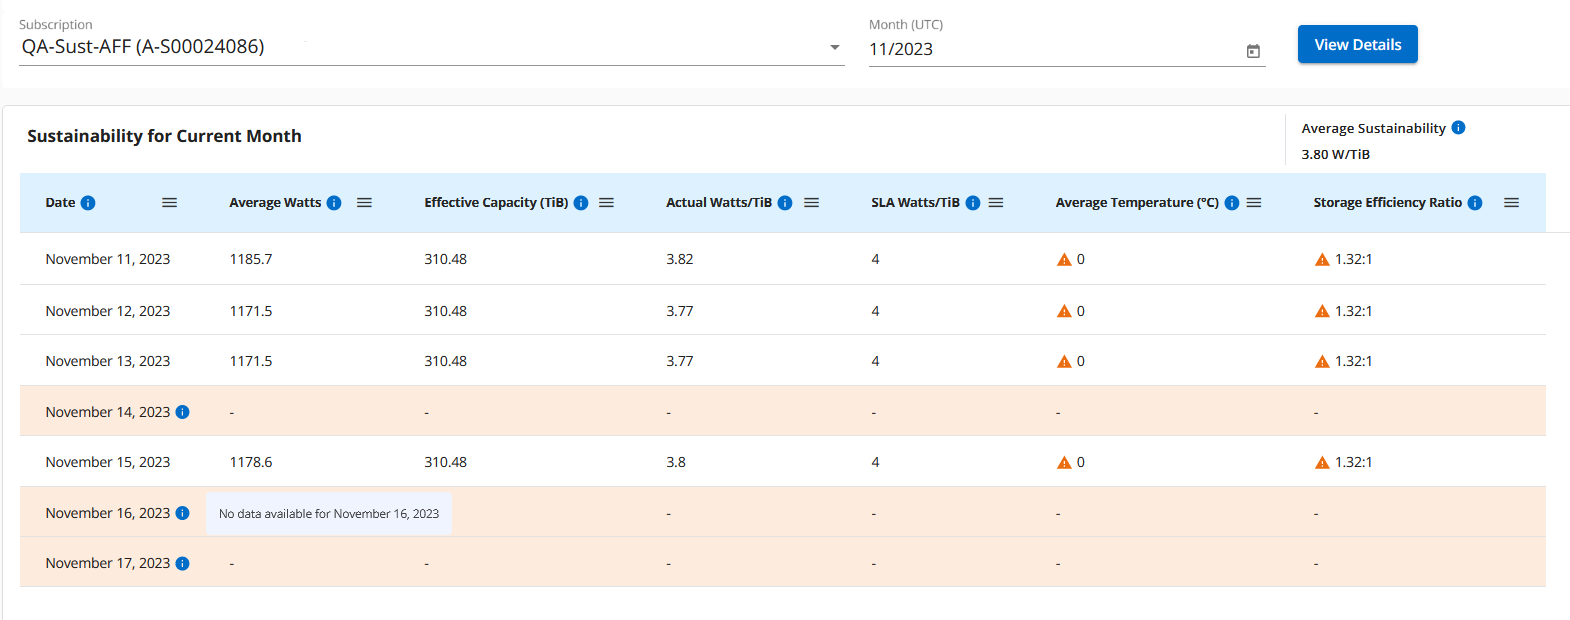 Subscription
QA-Sust-AFF (A-S00024086)
Month (UTC)
11/2023
View Details
Sustainability for Current Month
Average Sustainability
3.80 W/TiB
Date Average Watts Effective Capacity (TiB) Actual Watts/TiB SLA Watts/TiB Average Temperature (°C) Storage Efficiency Ratio
November 11, 2023 1185.7 310.48 3.82 4 0 1.32:1
November 12, 2023 1171.5 310.48 3.77 4 0 1.32:1
November 13, 2023 1171.5 310.48 3.77 4 0 1.32:1
November 14, 2023 - - - - - -
November 15, 2023 1178.6 310.48 3.8 4 0 1.32:1
November 16, 2023 No data available for November 16, 2023 - - - -
November 17, 2023 - - - - - -